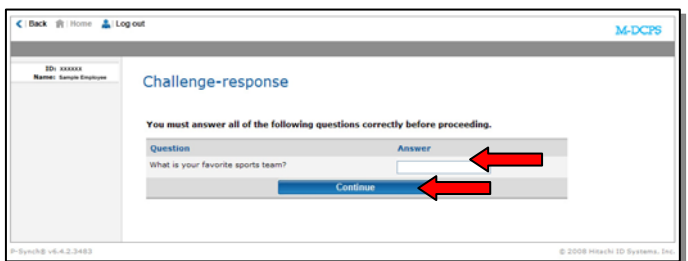 Back Home Log out
M-DCPS
ID: xxxxxx
Name: Sample Employee
Challenge-response
You must answer all of the following questions correctly before proceeding.
Question Answer
What is your favorite sports team?
Continue
P-Synch® v6.4.2.3483 © 2008 Hitachi ID Systems, Inc.